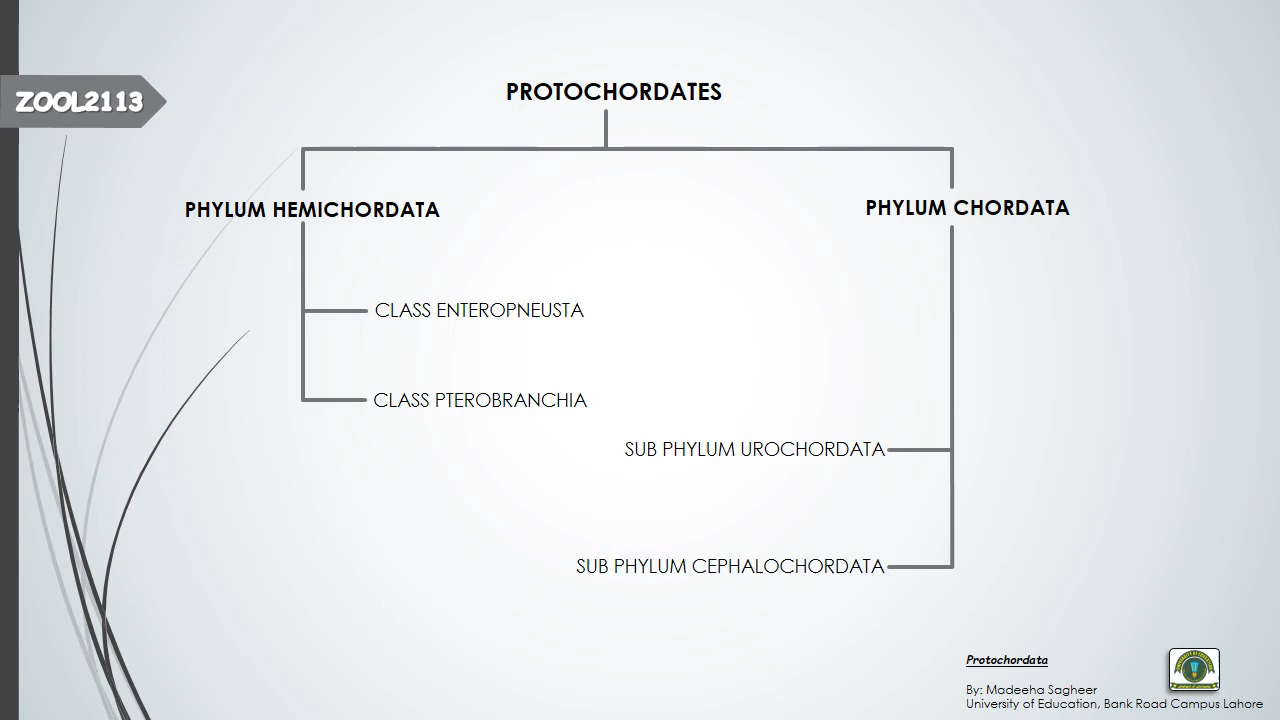 ZOOL2113
PROTOCHORDATES
PHYLUM HEMICHORDATA
PHYLUM CHORDATA
CLASS ENTEROPNEUSTA
CLASS PTEROBRANCHIA
SUB PHYLUM UROCHORDATA
SUB PHYLUM CEPHALOCHORDATA
Protochordata
By: Madeeha Sagheer
University of Education, Bank Road Campus Lahore